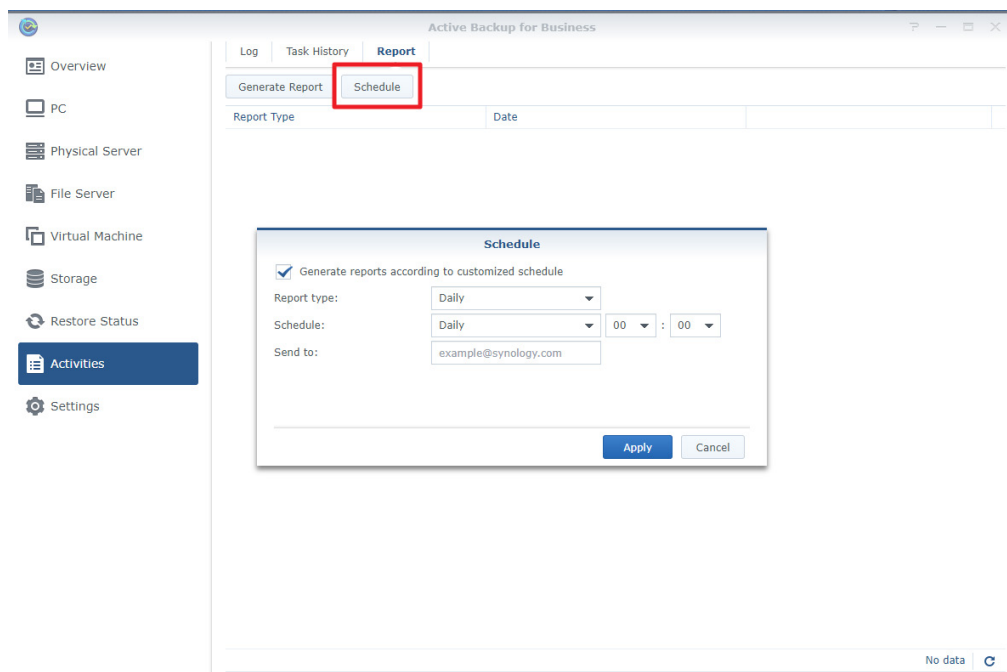 Active Backup for Business
Overview
PC
Physical Server
File Server
Virtual Machine
Storage
Restore Status
Activities
Settings
Log Task History Report
Generate Report Schedule
Report Type Date
Schedule
Generate reports according to customized schedule
Report type: Daily
Schedule: Daily 00 : 00
Send to: example@synology.com
Apply Cancel
No data